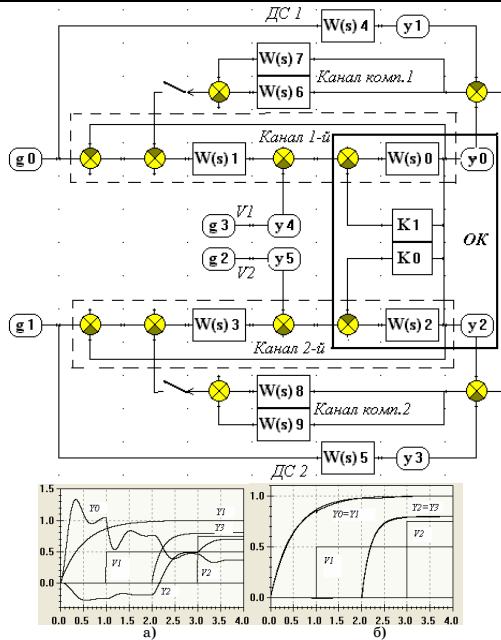 ДС 1
W(s) 4
y1
W(s) 7
W(s) 6
Канал комп.1
Канал 1-й
g0
W(s) 1
W(s) 0
y0
g3
V1
y4
K1
ОК
g2
V2
y5
K0
g1
W(s) 3
W(s) 2
y2
Канал 2-й
W(s) 8
W(s) 9
Канал комп.2
W(s) 5
y3
ДС 2
1.5
1.0
0.5
0.0
Y0
Y1
Y3
V1
V2
Y2
0.0 0.5 1.0 1.5 2.0 2.5 3.0 3.5 4.0
а)
1.0
0.5
0.0
Y0=Y1
Y2=Y3
V2
V1
0.0 0.5 1.0 1.5 2.0 2.5 3.0 3.5 4.0
б)